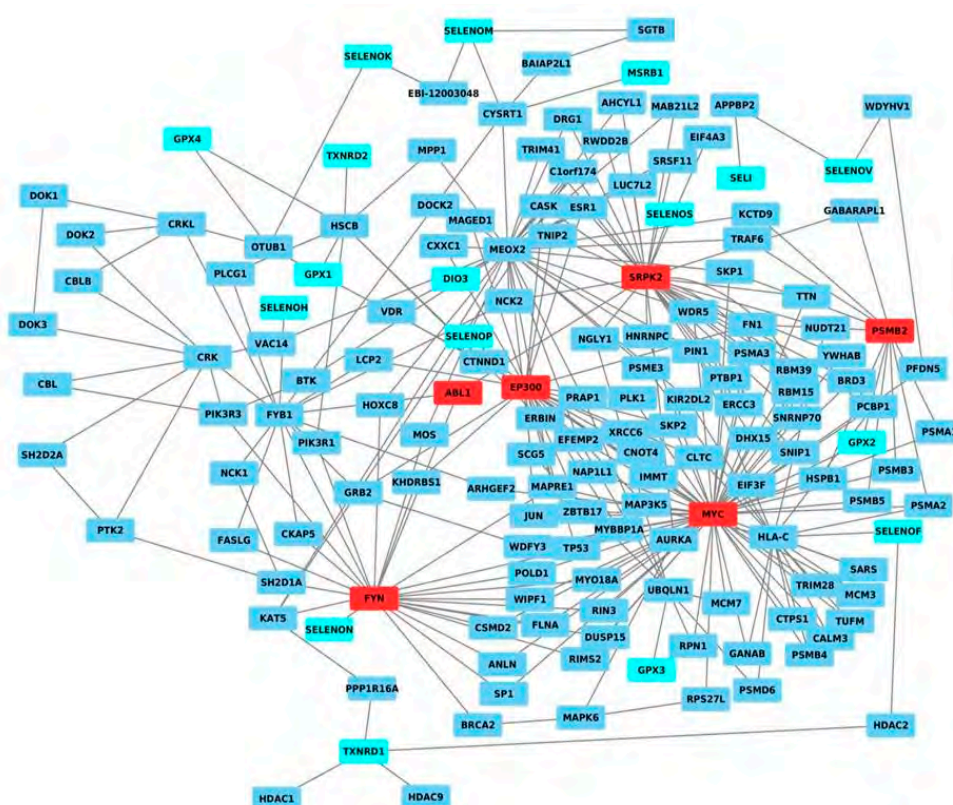 SELENOM
SGTB
SELENOK
BAIAP2L1
MSRB1
EBI-12003048
CYSRT1
AHCYL1
MAB21L2
APPBP2
WDYHV1
DRG1
GPX4
TXNRD2
MPP1
TRIM41
RWDD2B
EIF4A3
SRSF11
C1orf174
SELI
SELENOV
LUC7L2
DOK1
DOCK2
CASK
ESR1
SELENOS
KCTD9
GABARAPL1
CRKL
HSCB
MAGED1
DOK2
OTUB1
CXXC1
MEOX2
TNIP2
TRAF6
PLCG1
GPX1
DIO3
SRPK2
SKP1
CBLB
TTN
SELENOH
NCK2
VDR
WDR5
FN1
NUDT21
PSMB2
DOK3
SELENOP
NGLY1
HNRNPC
VAC14
CRK
LCP2
CTNND1
PIN1
PSMA3
YWHAB
PSME3
RBM39
PFDN5
CBL
BTK
ABL1
EP300
PTBP1
BRD3
PIK3R3
HOXC8
PRAP1
PLK1
KIR2DL2
ERCC3
RBM15
PCBP1
FYB1
ERBIN
SNRNP70
MOS
PIK3R1
EFEMP2
XRCC6
SKP2
DHX15
GPX2
PSMA1
SH2D2A
SCG5
CNOT4
CLTC
SNIP1
NCK1
NAP1L1
IMMT
HSPB1
PSMB3
GRB2
KHDRBS1
ARHGEF2
MAPRE1
EIF3F
MAP3K5
PSMB5
PSMA2
PTK2
JUN
ZBTB17
MYC
FASLG
CKAP5
MYBBP1A
SELENOF
WDFY3
TP53
AURKA
HLA-C
SH2D1A
POLD1
MYO18A
SARS
FYN
UBQLN1
TRIM28
WIPF1
MCM3
KAT5
RIN3
MCM7
SELENON
CSMD2
FLNA
CTPS1
TUFM
DUSP15
CALM3
RPN1
GANAB
PSMB4
ANLN
RIMS2
GPX3
PPP1R16A
SP1
PSMD6
RPS27L
BRCA2
MAPK6
HDAC2
TXNRD1
HDAC1
HDAC9